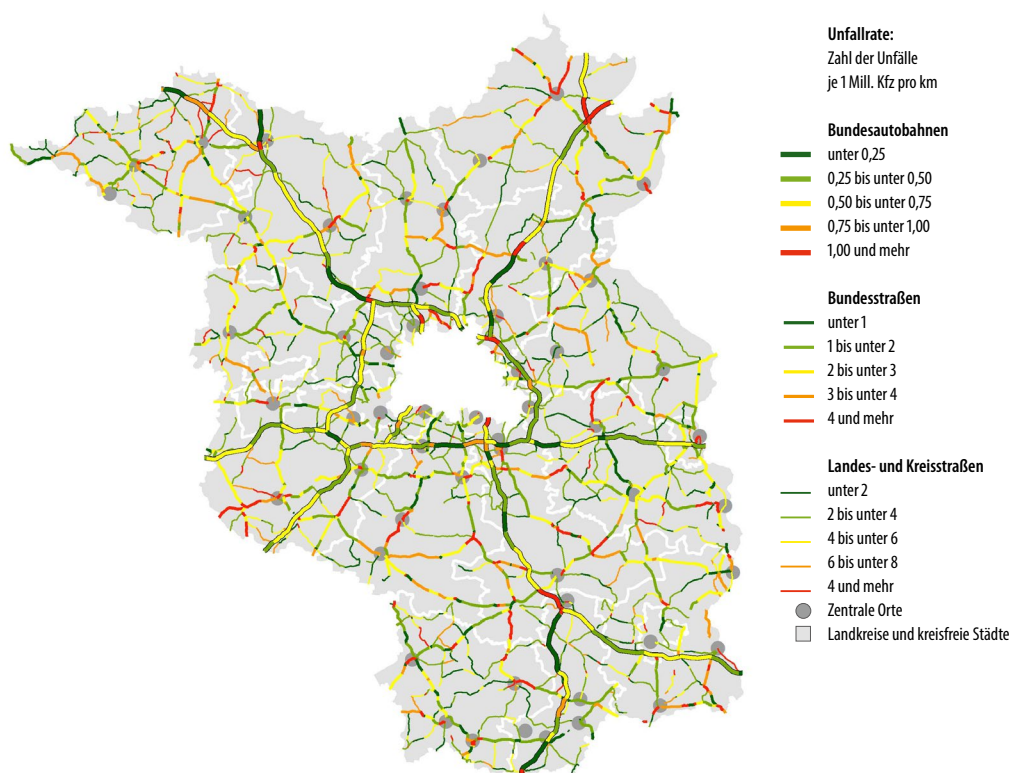 Unfallrate:
Zahl der Unfälle
je 1 Mill. Kfz pro km
Bundesautobahnen
unter 0,25
0,25 bis unter 0,50
0,50 bis unter 0,75
0,75 bis unter 1,00
1,00 und mehr
Bundesstraßen
unter 1
1 bis unter 2
2 bis unter 3
3 bis unter 4
4 und mehr
Landes- und Kreisstraßen
unter 2
2 bis unter 4
4 bis unter 6
6 bis unter 8
4 und mehr
Zentrale Orte
Landkreise und kreisfreie Städte